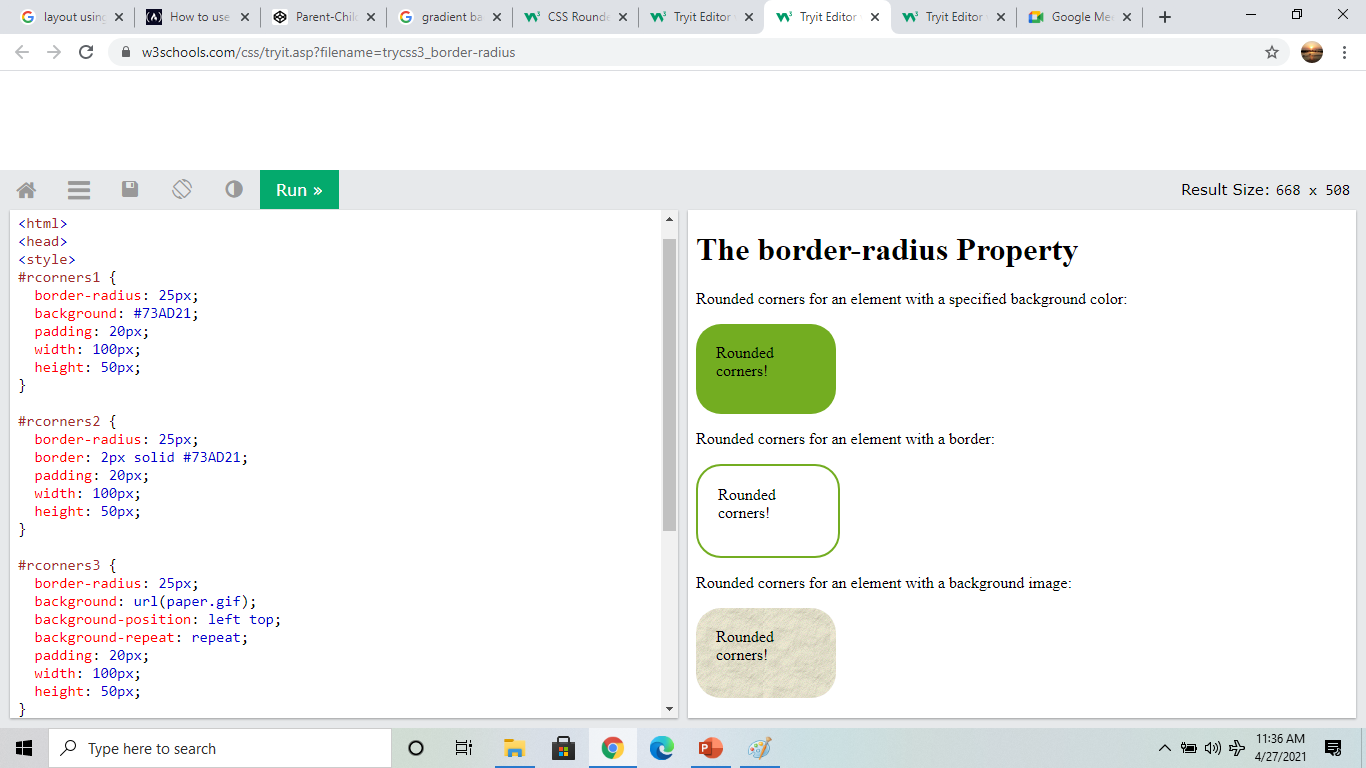 layout using
How to use
Parent-Chil
gradient ba
CSS Round
Tryit Editor
Tryit Editor
Tryit Editor
Google Me
w3schools.com/css/tryit.asp?filename=trycss3_border-radius
Run »
Result Size: 668 x 508
<html>
<head>
<style>
#rcorners1 {
  border-radius: 25px;
  background: #73AD21;
  padding: 20px;
  width: 100px;
  height: 50px;
}
#rcorners2 {
  border-radius: 25px;
  border: 2px solid #73AD21;
  padding: 20px;
  width: 100px;
  height: 50px;
}
#rcorners3 {
  border-radius: 25px;
  background: url(paper.gif);
  background-position: left top;
  background-repeat: repeat;
  padding: 20px;
  width: 100px;
  height: 50px;
}
The border-radius Property
Rounded corners for an element with a specified background color:
Rounded
corners!
Rounded corners for an element with a border:
Rounded
corners!
Rounded corners for an element with a background image:
Rounded
corners!
Type here to search
11:36 AM
4/27/2021